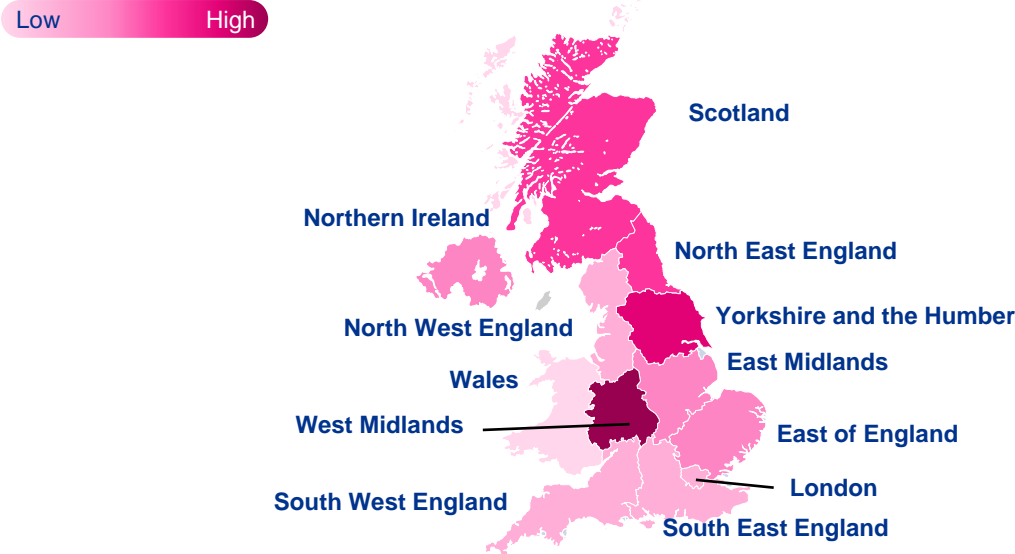 Low
High
Scotland
Northern Ireland
North East England
Yorkshire and the Humber
North West England
East Midlands
Wales
West Midlands
East of England
London
South West England
South East England